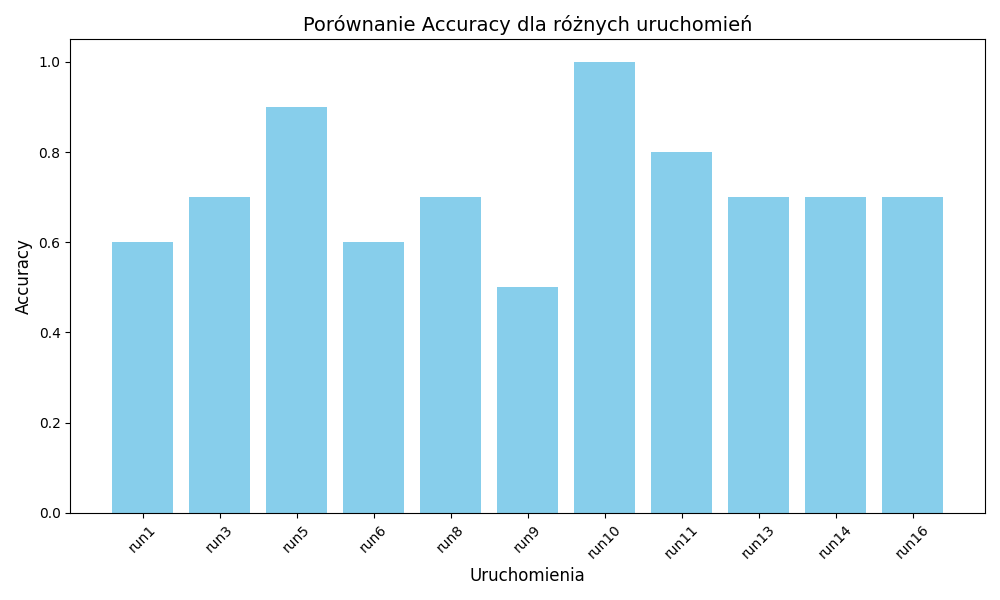 Porównanie Accuracy dla różnych uruchomień
Accuracy
1.0
0.8
0.6
0.4
0.2
0.0
run1
run3
run5
run6
run8
run9
run10
run11
run13
run14
run16
Uruchomienia